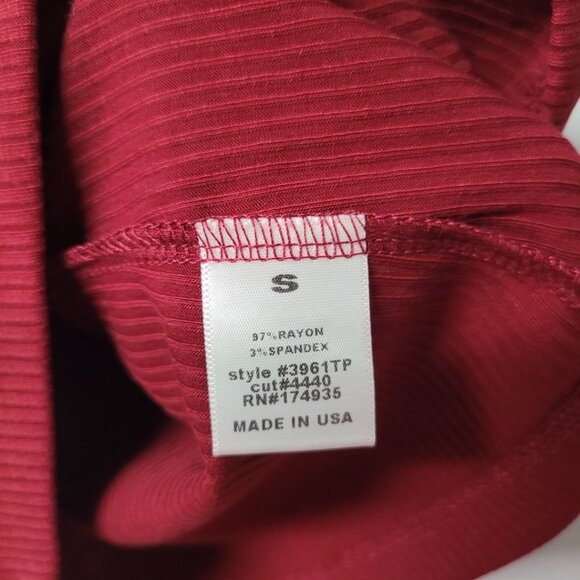 S
97%RAYON
3%SPANDEX
style #3961TP
cut#4440
RN#174935
MADE IN USA